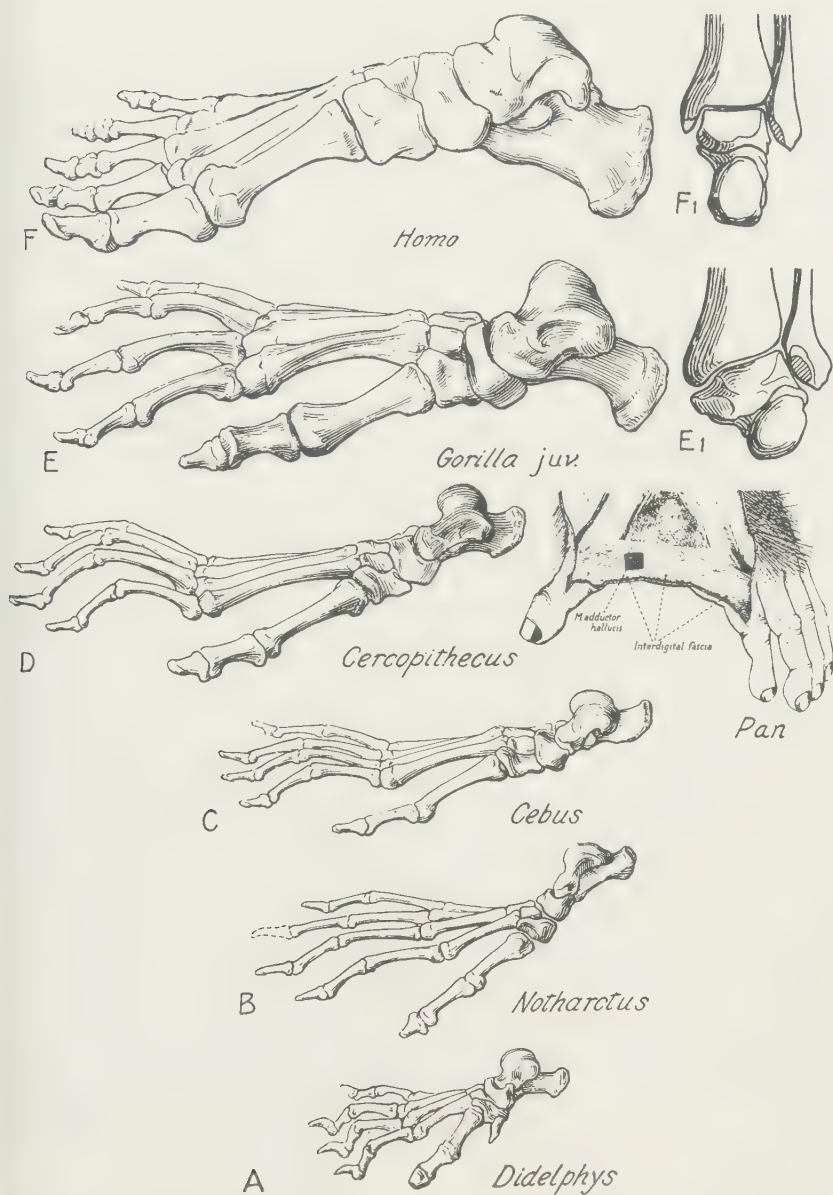 F
Homo
F1
E
Gorilla juv.
E1
D
Cercopithecus
M. adductor
hallucis
Interdigital fascia
Pan
C
Cebus
B
Notharctus
A
Didelphys